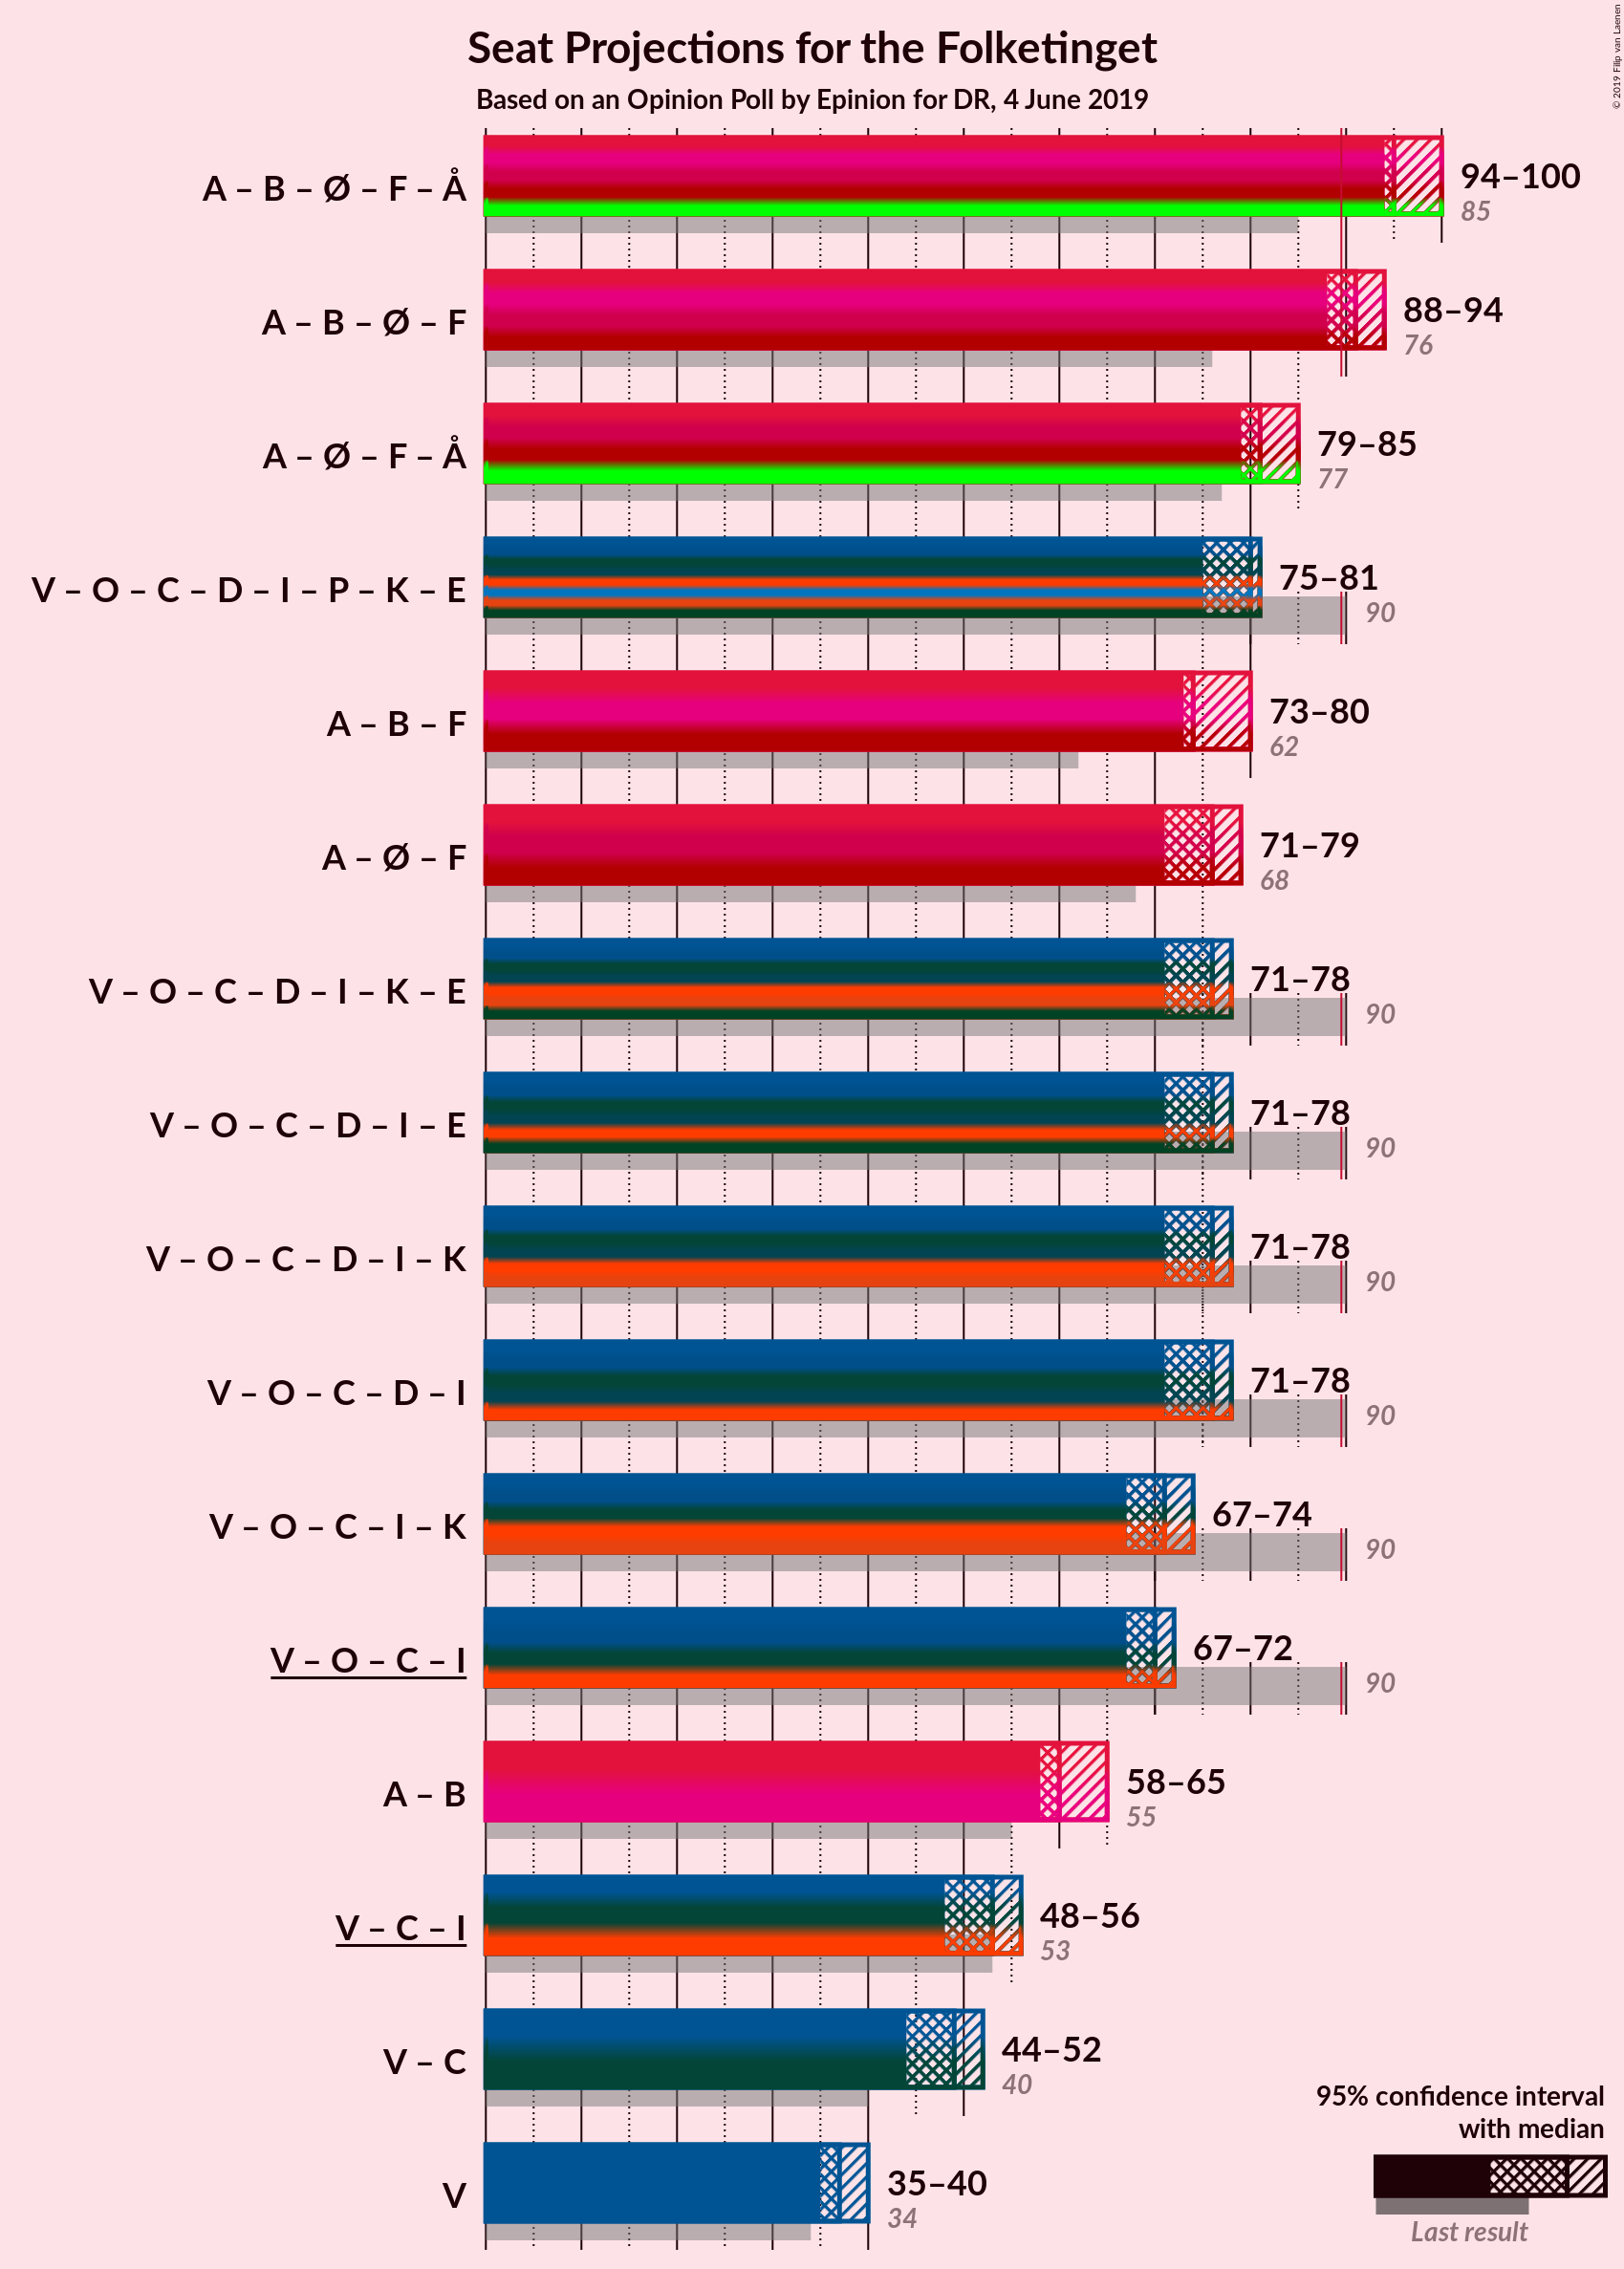 © 2019 Filip van Laenen
Seat Projections for the Folketinget
Based on an Opinion Poll by Epinion for DR, 4 June 2019
A – B – Ø – F – Å
94–100
85
A – B – Ø – F
88–94
76
A – Ø – F – Å
79–85
77
V – O – C – D – I – P – K – E
75–81
90
A – B – F
73–80
62
A – Ø – F
71–79
68
V – O – C – D – I – K – E
71–78
90
V – O – C – D – I – E
71–78
90
V – O – C – D – I – K
71–78
90
V – O – C – D – I
71–78
90
V – O – C – I – K
67–74
90
V – O – C – I
67–72
90
A – B
58–65
55
V – C – I
48–56
53
V – C
44–52
40
V
35–40
34
95% confidence interval
with median
Last result